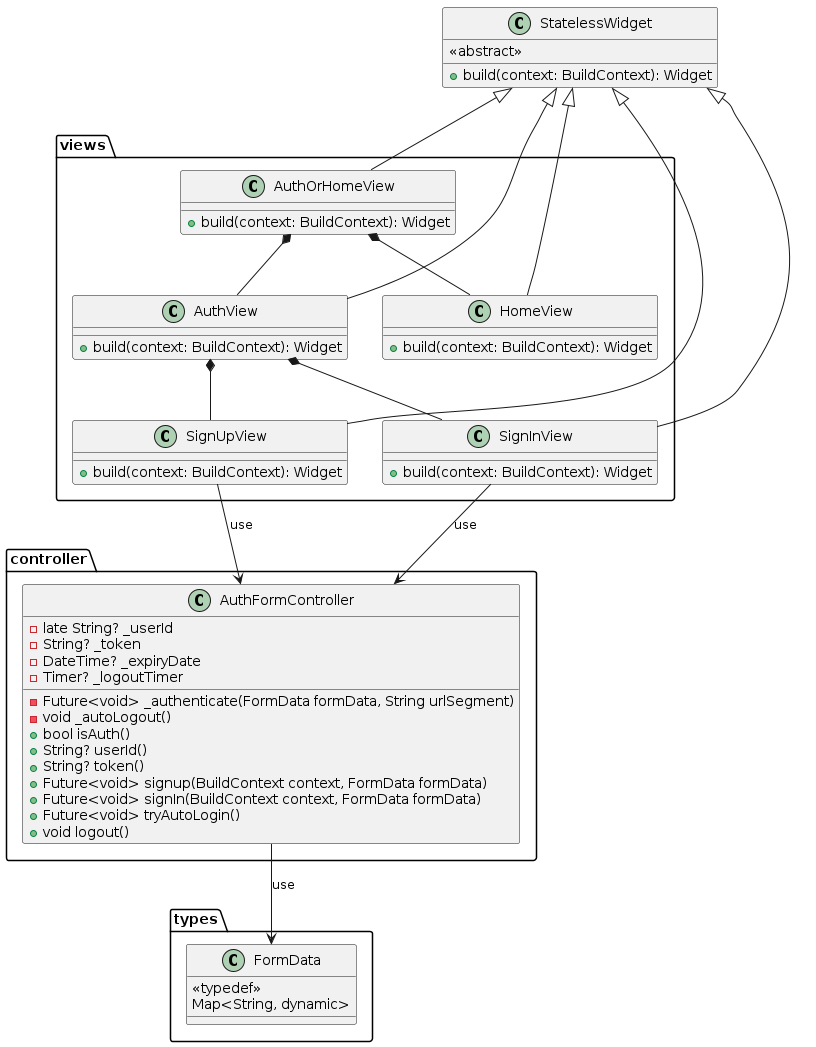 C StatelessWidget
«abstract»
build(context: BuildContext): Widget
views
C AuthOrHomeView
build(context: BuildContext): Widget
C AuthView
build(context: BuildContext): Widget
C HomeView
build(context: BuildContext): Widget
C SignUpView
build(context: BuildContext): Widget
C SignInView
build(context: BuildContext): Widget
use
use
controller
C AuthFormController
late String? _userId
String? _token
DateTime? _expiryDate
Timer? _logoutTimer
Future<void> _authenticate(FormData formData, String urlSegment)
void _autoLogout()
bool isAuth()
String? userId()
String? token()
Future<void> signup(BuildContext context, FormData formData)
Future<void> signIn(BuildContext context, FormData formData)
Future<void> tryAutoLogin()
void logout()
use
types
C FormData
«typedef»
Map<String, dynamic>